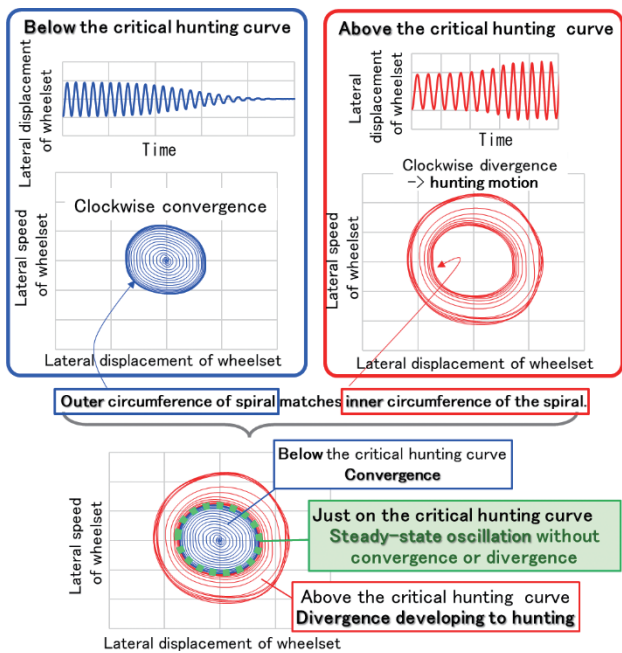 Below the critical hunting curve
Lateral displacement
of wheelset
Time
Clockwise convergence
Lateral speed
of wheelset
Lateral displacement of wheelset
Above the critical hunting curve
Lateral
displacement
of wheelset
Time
Clockwise divergence
-> hunting motion
Lateral speed
of wheelset
Lateral displacement of wheelset
Outer circumference of spiral matches inner circumference of the spiral.
Below the critical hunting curve
Convergence
Just on the critical hunting curve
Steady-state oscillation without
convergence or divergence
Above the critical hunting curve
Divergence developing to hunting
Lateral speed
of wheelset
Lateral displacement of wheelset